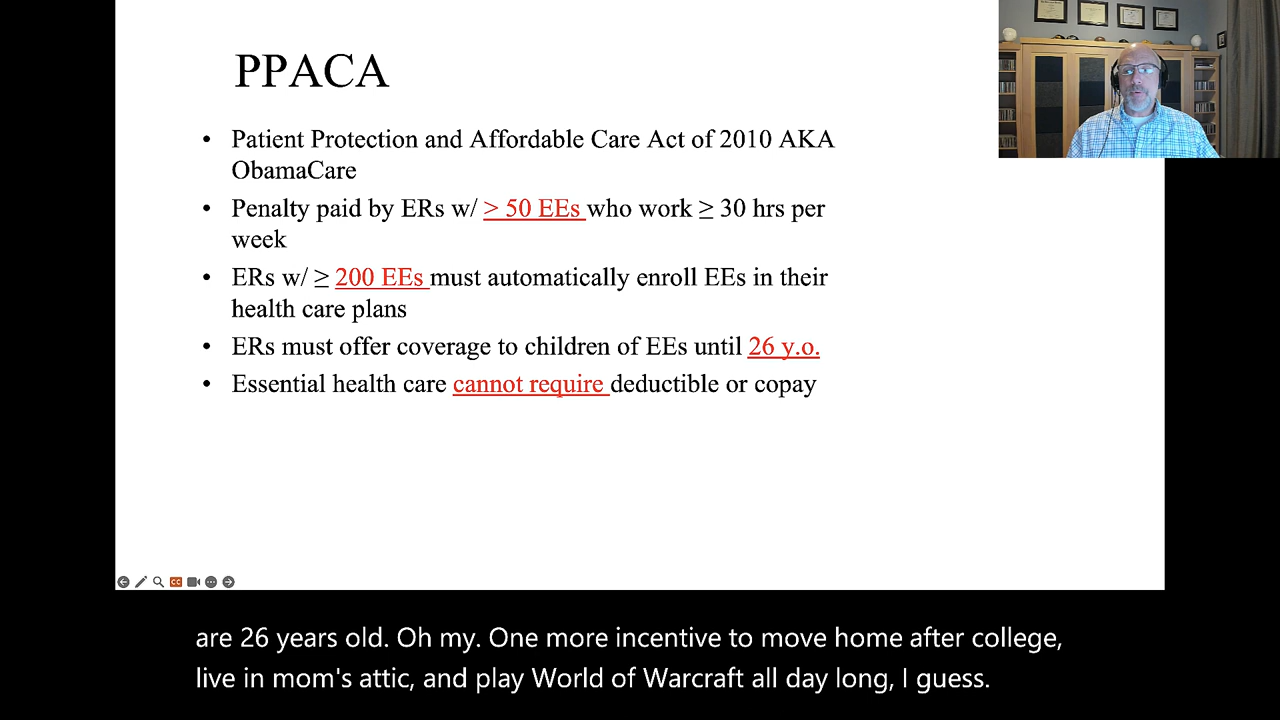 PPACA
• Patient Protection and Affordable Care Act of 2010 AKA
ObamaCare
• Penalty paid by ERs w/ > 50 EEs who work ≥ 30 hrs per
week
• ERs w/ ≥ 200 EEs must automatically enroll EEs in their
health care plans
• ERs must offer coverage to children of EEs until 26 y.o.
• Essential health care cannot require deductible or copay
CC
are 26 years old. Oh my. One more incentive to move home after college,
live in mom's attic, and play World of Warcraft all day long, I guess.